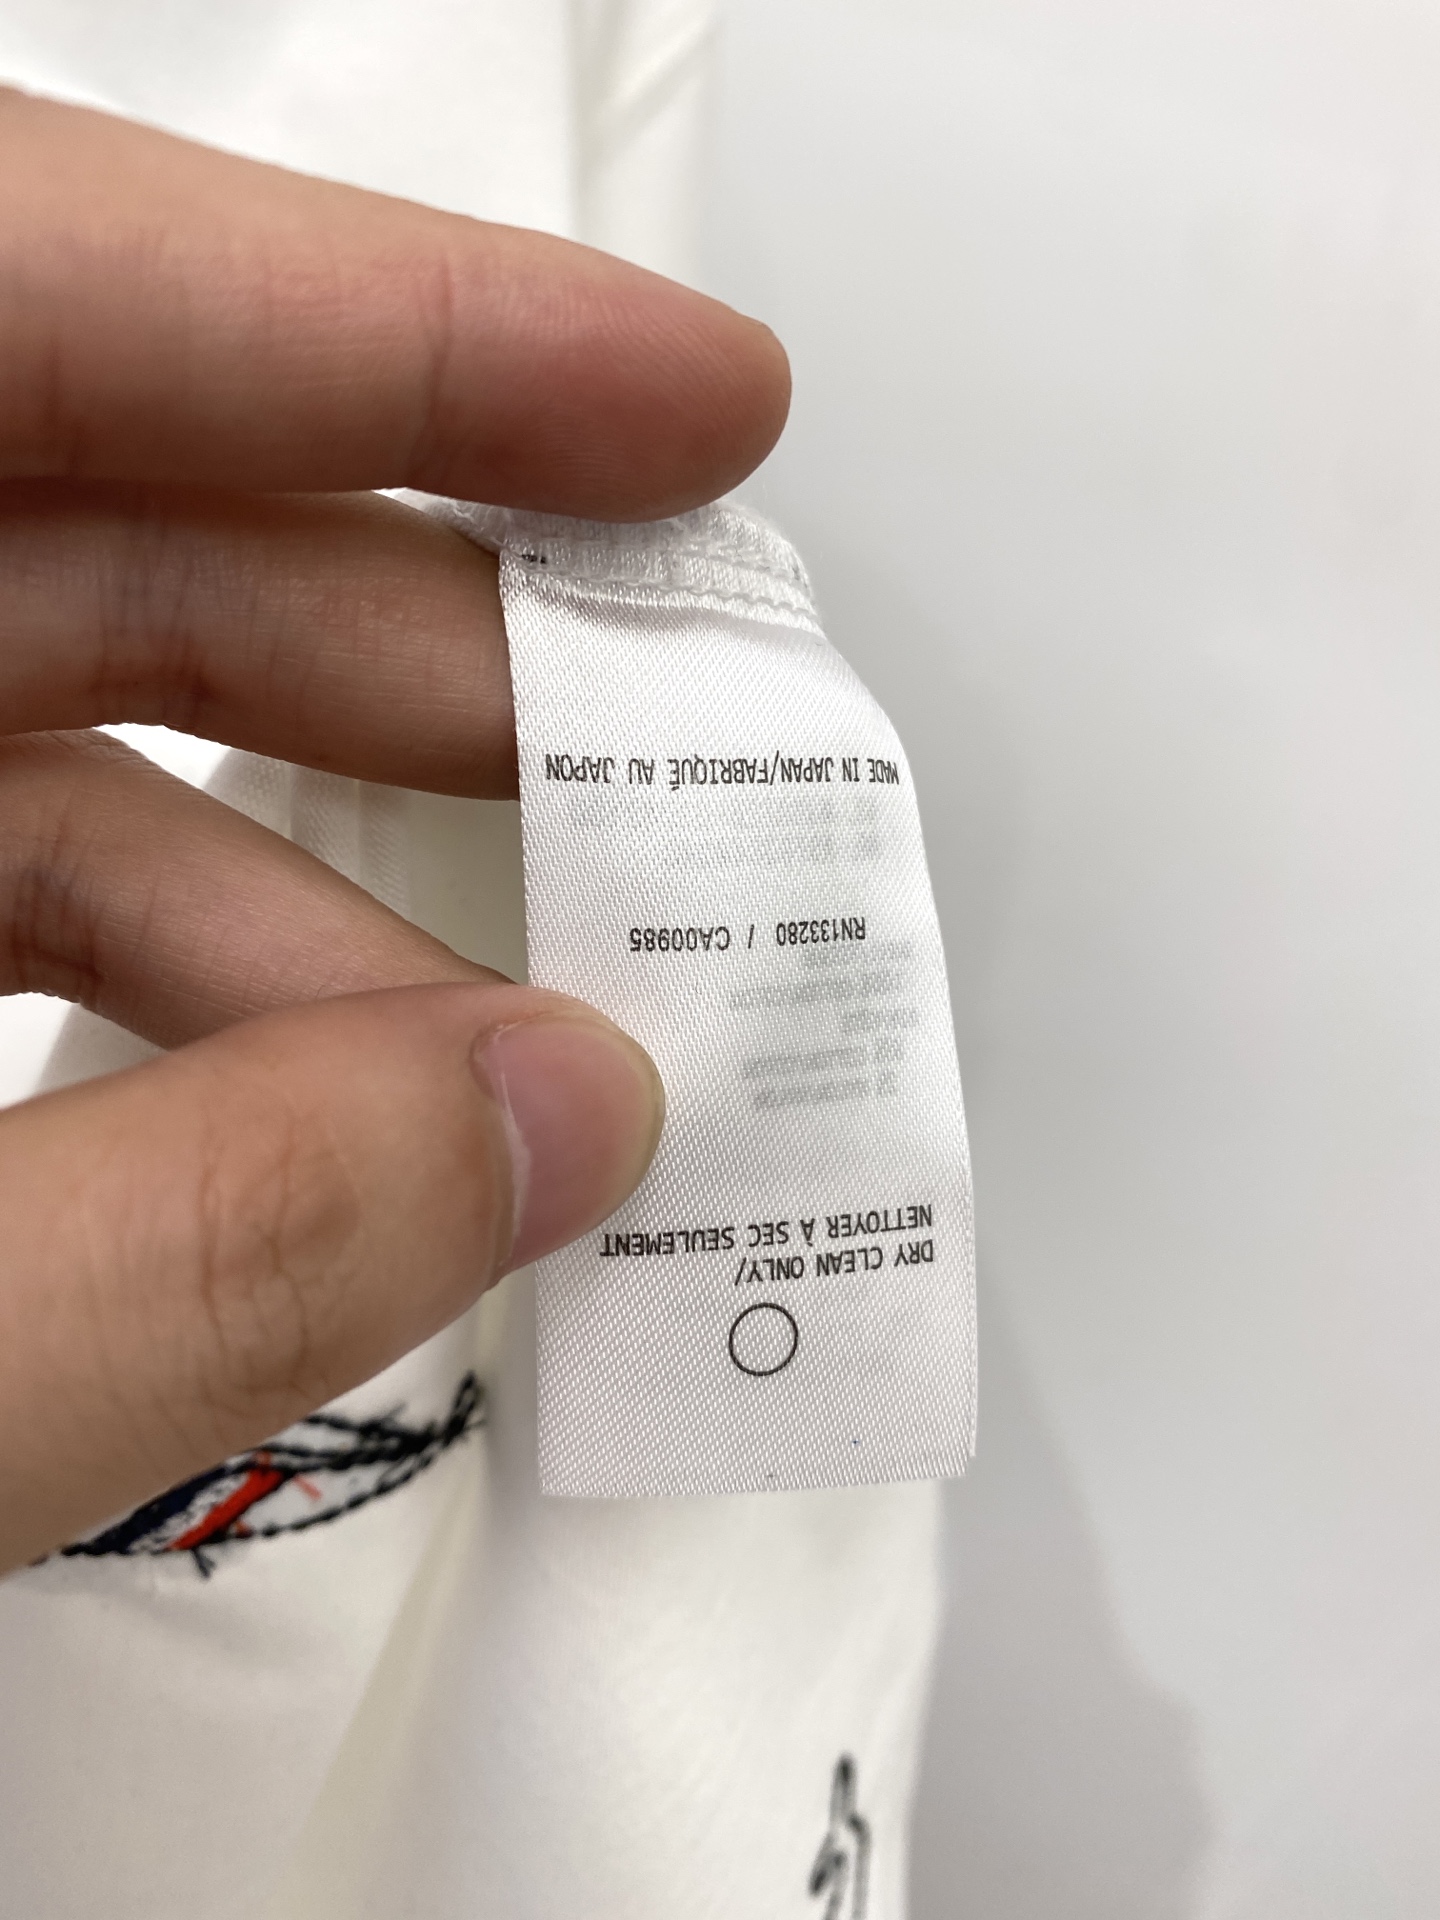 DRY CLEAN ONLY/
NETTOYER À SEC SEULEMENT
RN133280 / CA00985
MADE IN JAPAN/FABRIQUÉ AU JAPON